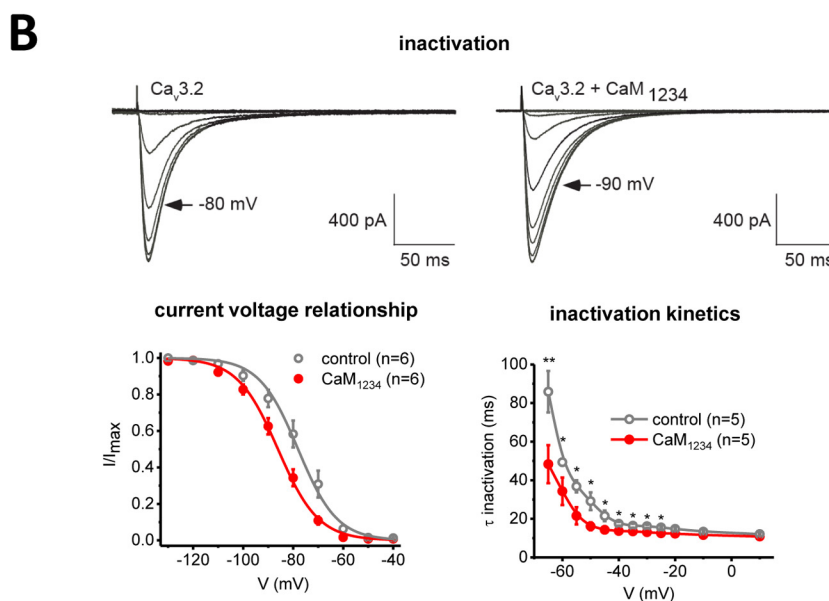 B
inactivation
Cav3.2
Cav3.2 + CaM 1234
-80 mV
-90 mV
400 pA
50 ms
400 pA
50 ms
current voltage relationship
1.0
0.8
0.6
0.4
0.2
0.0
I/Imax
control (n=6)
CaM1234 (n=6)
-120 -100 -80 -60 -40
V (mV)
inactivation kinetics
100
80
60
40
20
0
τ inactivation (ms)
**
*
*
*
*
* * * *
control (n=5)
CaM1234 (n=5)
-60 -40 -20 0
V (mV)